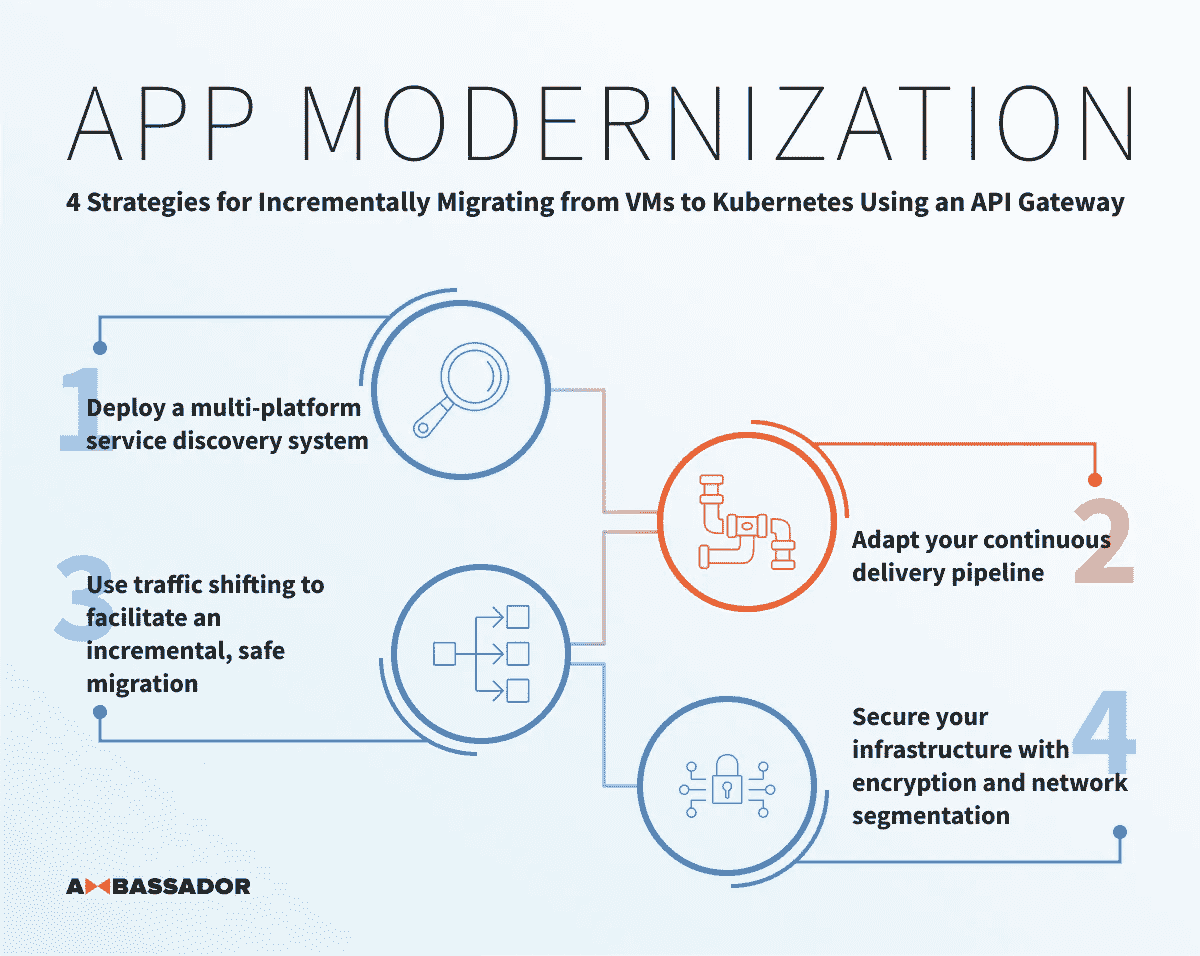 APP MODERNIZATION
4 Strategies for Incrementally Migrating from VMs to Kubernetes Using an API Gateway
1
Deploy a multi-platform
service discovery system
2
Adapt your continuous
delivery pipeline
3
Use traffic shifting to
facilitate an
incremental, safe
migration
4
Secure your
infrastructure with
encryption and network
segmentation
AMBASSADOR